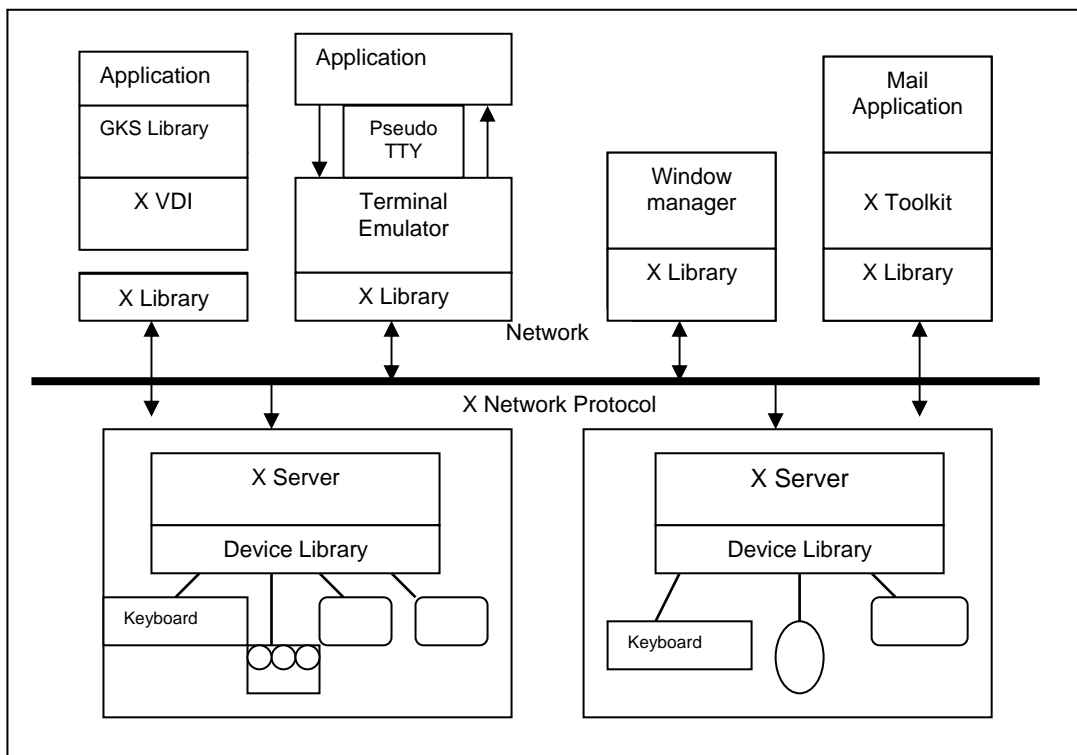 Application
GKS Library
X VDI
X Library
Application
Pseudo
TTY
Terminal
Emulator
X Library
Window
manager
X Library
Mail
Application
X Toolkit
X Library
Network
X Network Protocol
X Server
Device Library
Keyboard
X Server
Device Library
Keyboard